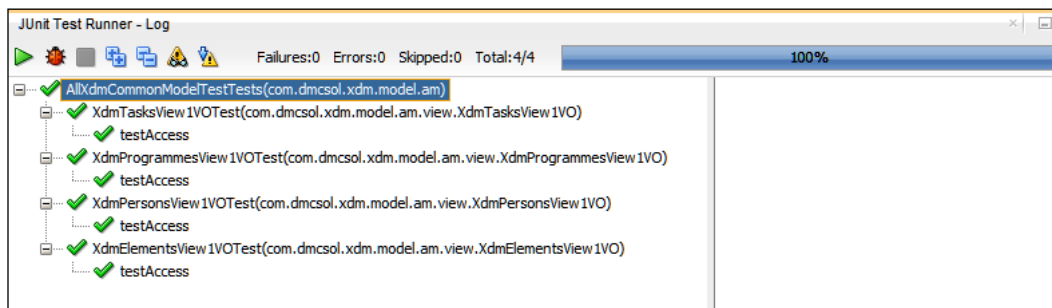 JUnit Test Runner - Log
Failures:0 Errors:0 Skipped:0 Total:4/4 100%
AllXdmCommonModelTestTests(com.dmcsol.xdm.model.am)
XdmTasksView1VOTest(com.dmcsol.xdm.model.am.view.XdmTasksView1VO)
testAccess
XdmProgrammesView1VOTest(com.dmcsol.xdm.model.am.view.XdmProgrammesView1VO)
testAccess
XdmPersonsView1VOTest(com.dmcsol.xdm.model.am.view.XdmPersonsView1VO)
testAccess
XdmElementsView1VOTest(com.dmcsol.xdm.model.am.view.XdmElementsView1VO)
testAccess